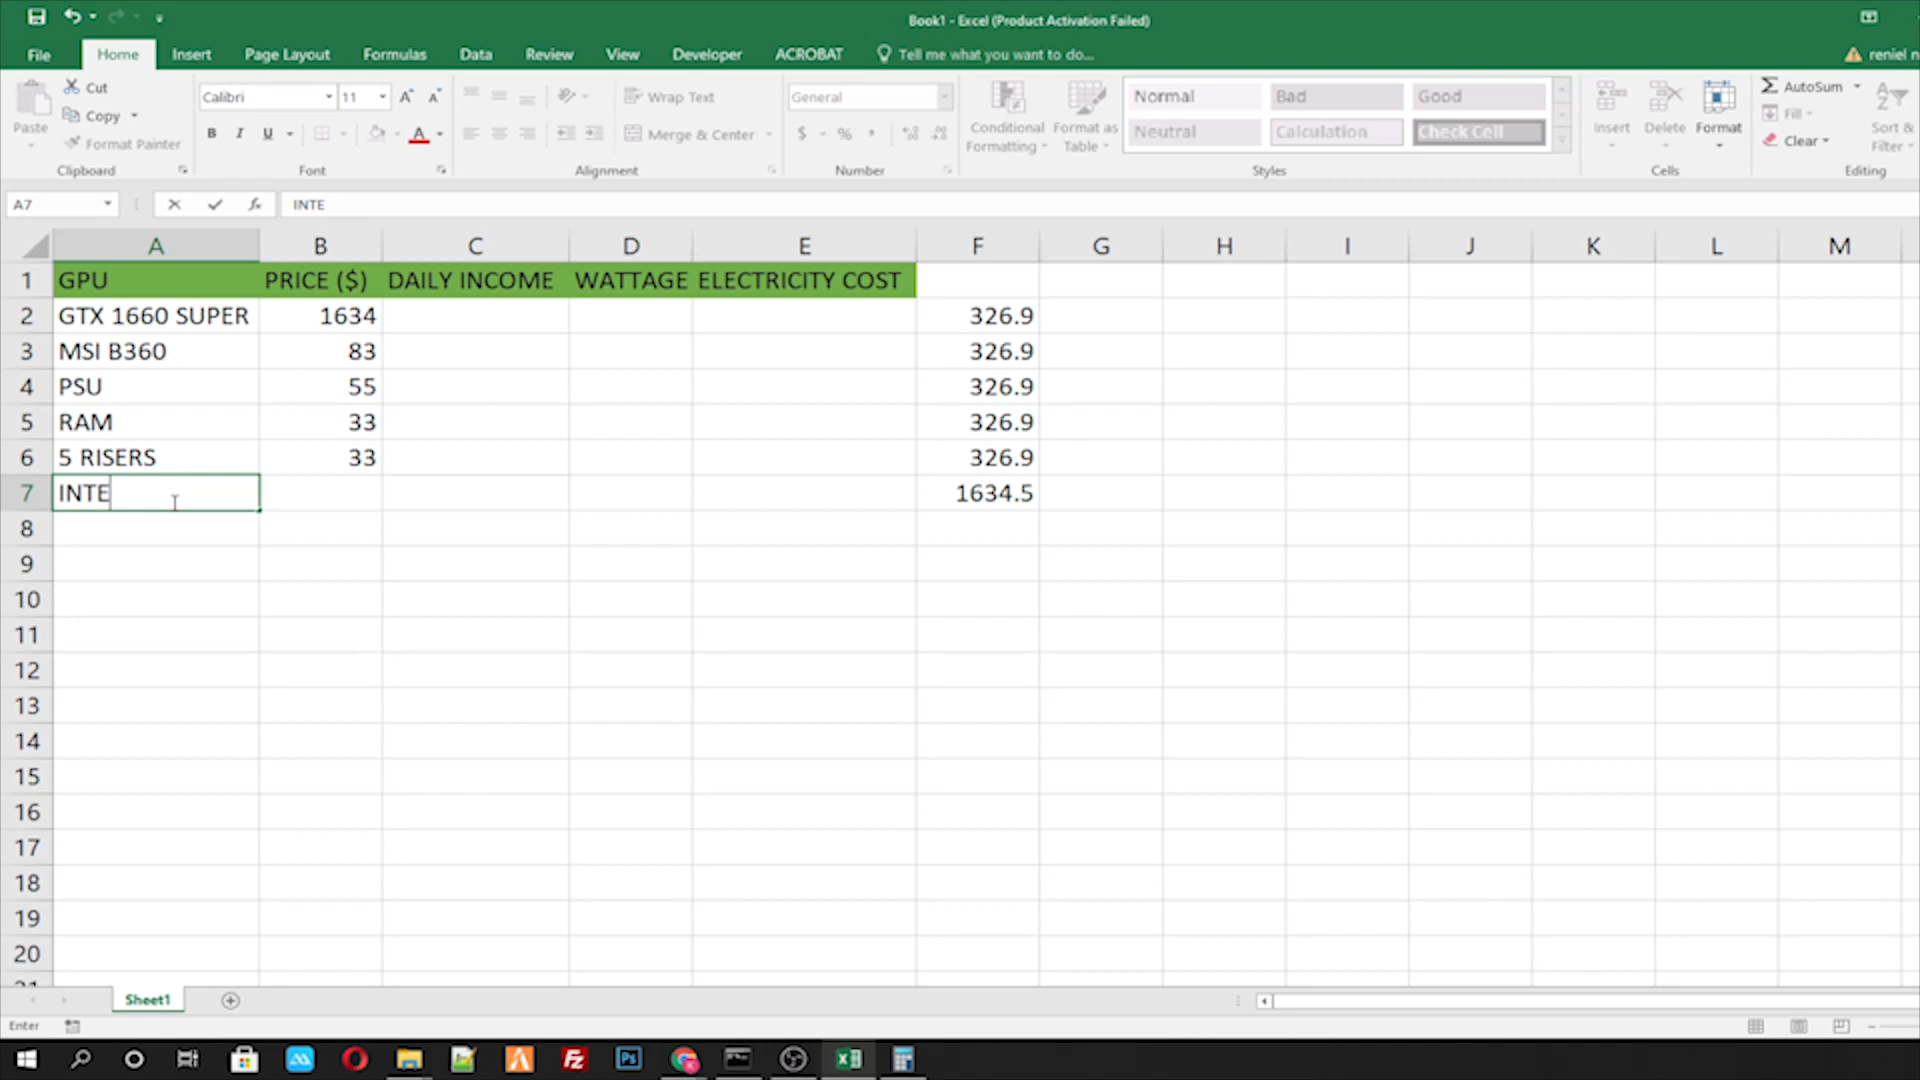 Book1 - Excel (Product Activation Failed)
File Home Insert Page Layout Formulas Data Review View Developer ACROBAT Tell me what you want to do... reniel n
Paste
Cut
Copy
Format Painter
Clipboard
Calibri 11
B I U A
Font
Wrap Text
Merge & Center
Alignment
General
$ % ,
Number
Conditional Formatting
Format as Table
Normal Bad Good
Neutral Calculation Check Cell
Styles
Insert Delete Format
Cells
AutoSum
Fill
Clear
Sort & Filter
Editing
A7 fx INTE
A B C D E F G H I J K L M
1 GPU PRICE ($) DAILY INCOME WATTAGE ELECTRICITY COST
2 GTX 1660 SUPER 1634 326.9
3 MSI B360 83 326.9
4 PSU 55 326.9
5 RAM 33 326.9
6 5 RISERS 33 326.9
7 INTE 1634.5
8
9
10
11
12
13
14
15
16
17
18
19
20
21
Sheet1
Enter
Fz Ps